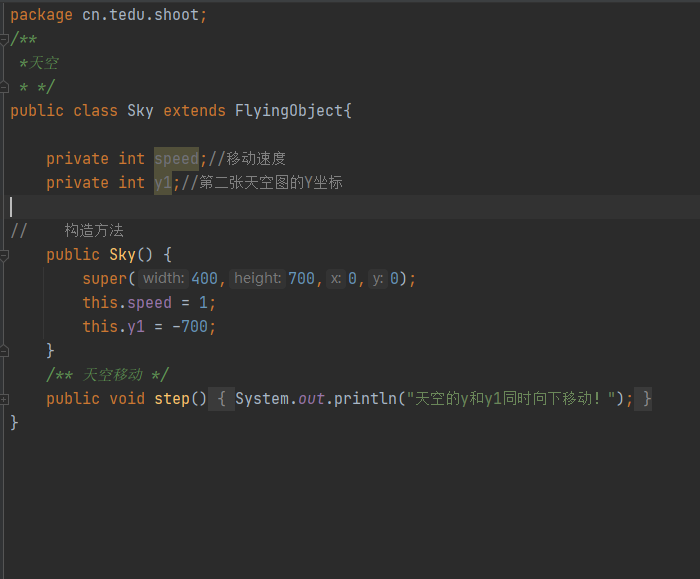 package cn.tedu.shoot;
/**
*天空
* */
public class Sky extends FlyingObject{
private int speed;//移动速度
private int y1;//第二张天空图的Y坐标
// 构造方法
public Sky() {
super( width: 400, height: 700, x: 0, y: 0);
this.speed = 1;
this.y1 = -700;
}
/** 天空移动 */
public void step() { System.out.println("天空的y和y1同时向下移动！"); }
}